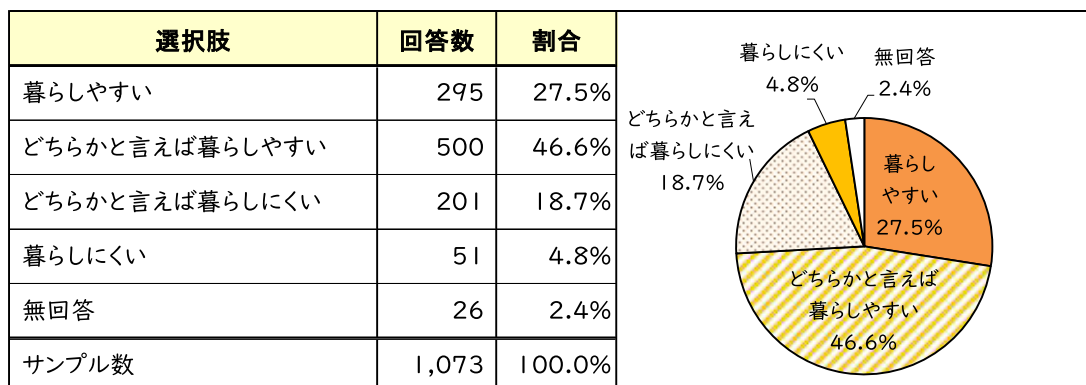 選択肢 回答数 割合
暮らしやすい 295 27.5%
どちらかと言えば暮らしやすい 500 46.6%
どちらかと言えば暮らしにくい 201 18.7%
暮らしにくい 51 4.8%
無回答 26 2.4%
サンプル数 1,073 100.0%
暮らしにくい
4.8%
無回答
2.4%
どちらかと言え
ば暮らしにくい
18.7%
暮らし
やすい
27.5%
どちらかと言えば
暮らしやすい
46.6%